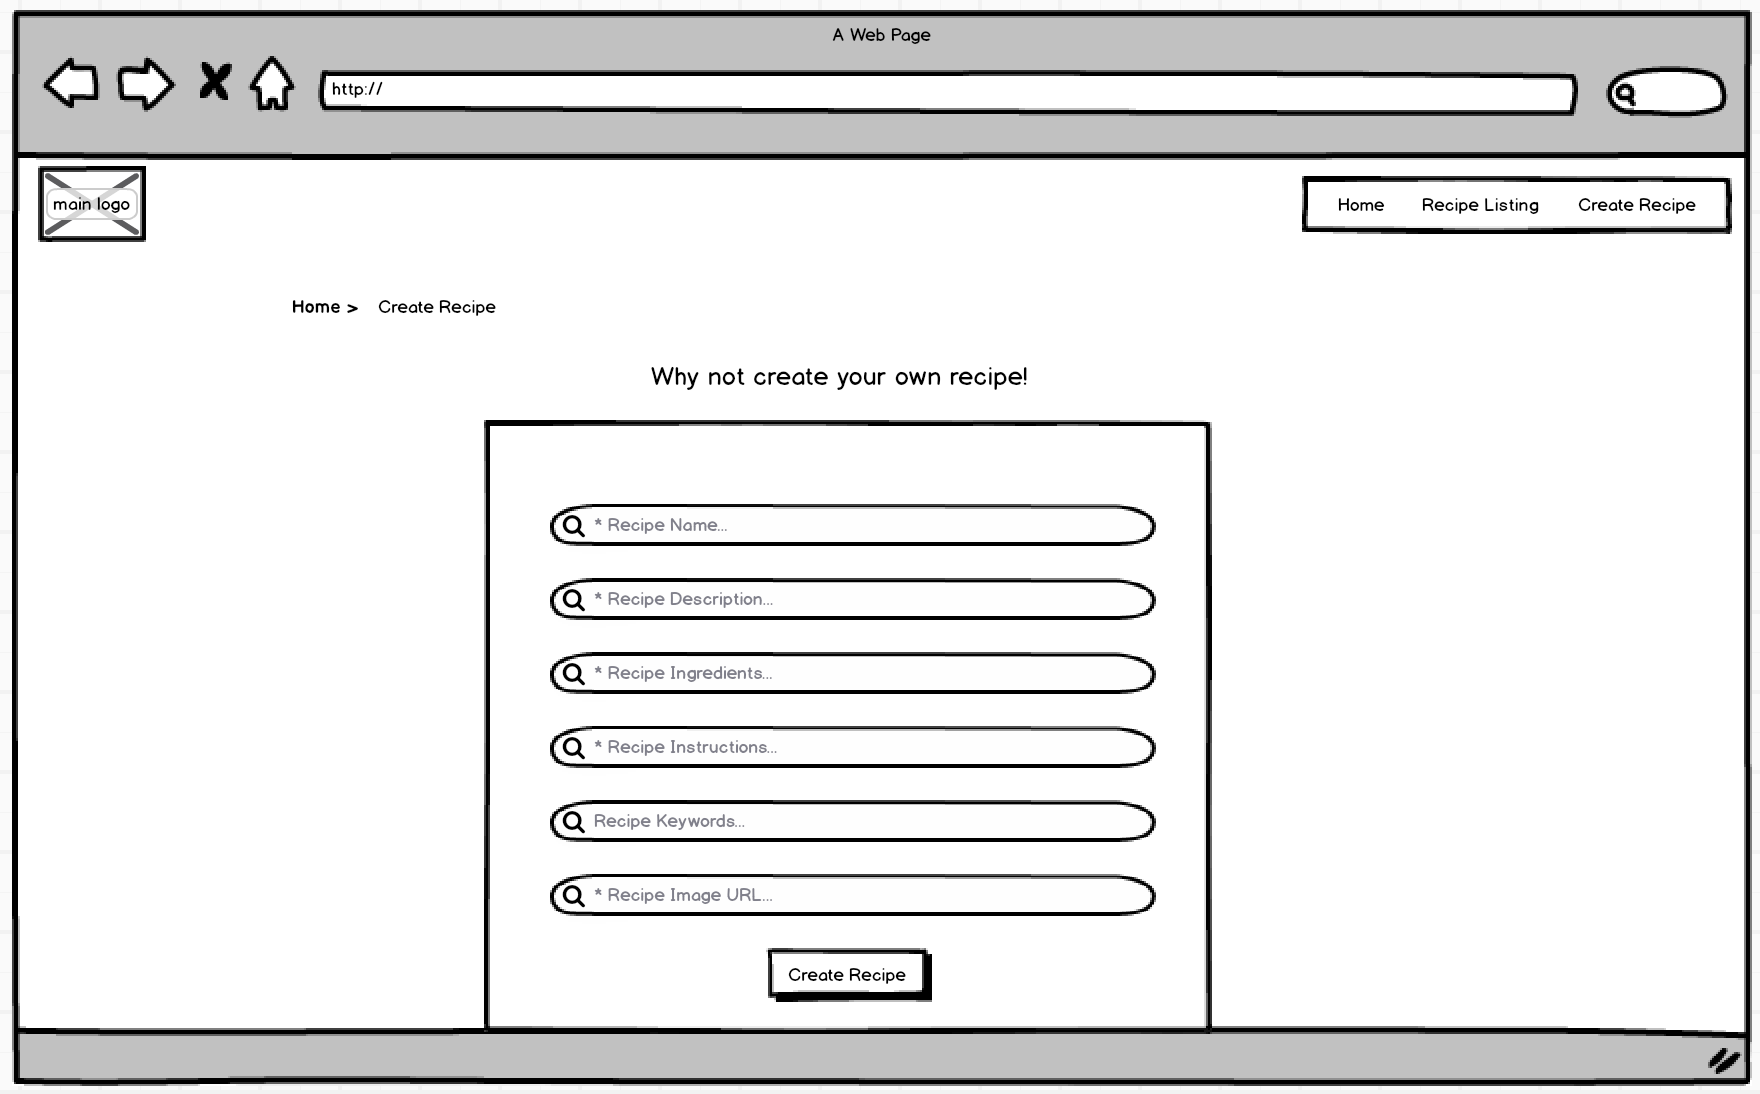 A Web Page
http://
main logo
Home Recipe Listing Create Recipe
Home > Create Recipe
Why not create your own recipe!
* Recipe Name...
* Recipe Description...
* Recipe Ingredients...
* Recipe Instructions...
Recipe Keywords...
* Recipe Image URL...
Create Recipe